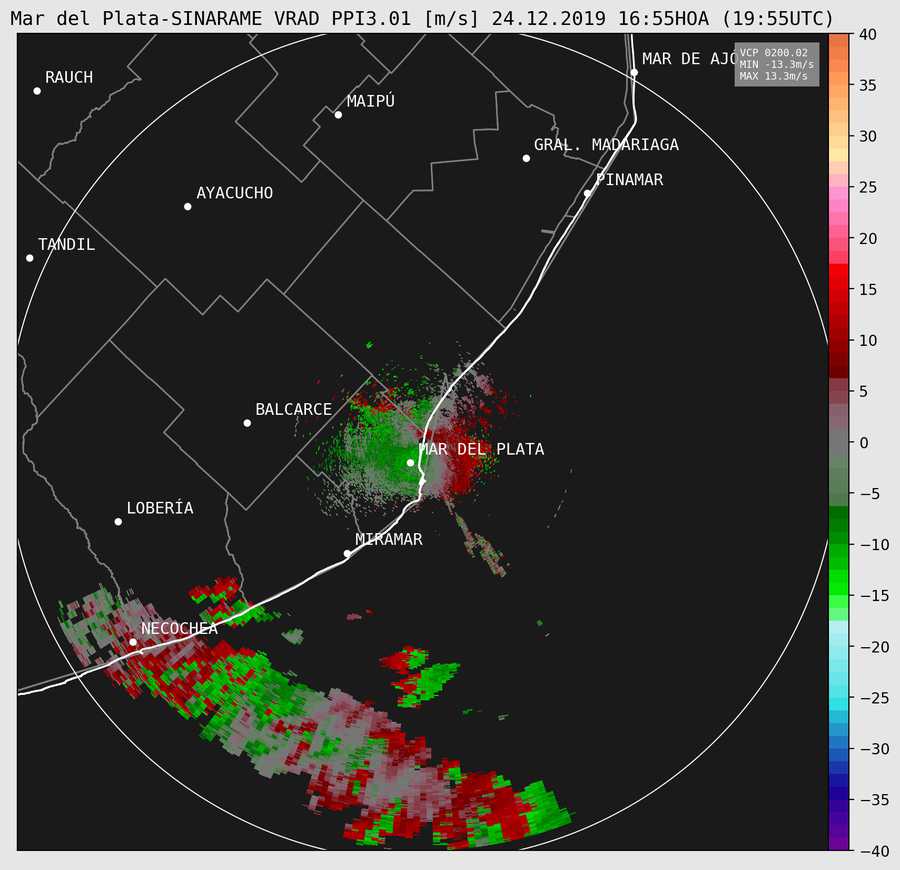 Mar del Plata-SINARAME VRAD PPI3.01 [m/s] 24.12.2019 16:55HOA (19:55UTC)
MAR DE AJÓ
VCP 0200.02
MIN -13.3m/s
MAX 13.3m/s
RAUCH
MAIPÚ
GRAL. MADARIAGA
PINAMAR
AYACUCHO
TANDIL
BALCARCE
MAR DEL PLATA
LOBERÍA
MIRAMAR
NECOCHEA
40
35
30
25
20
15
10
5
0
−5
−10
−15
−20
−25
−30
−35
−40